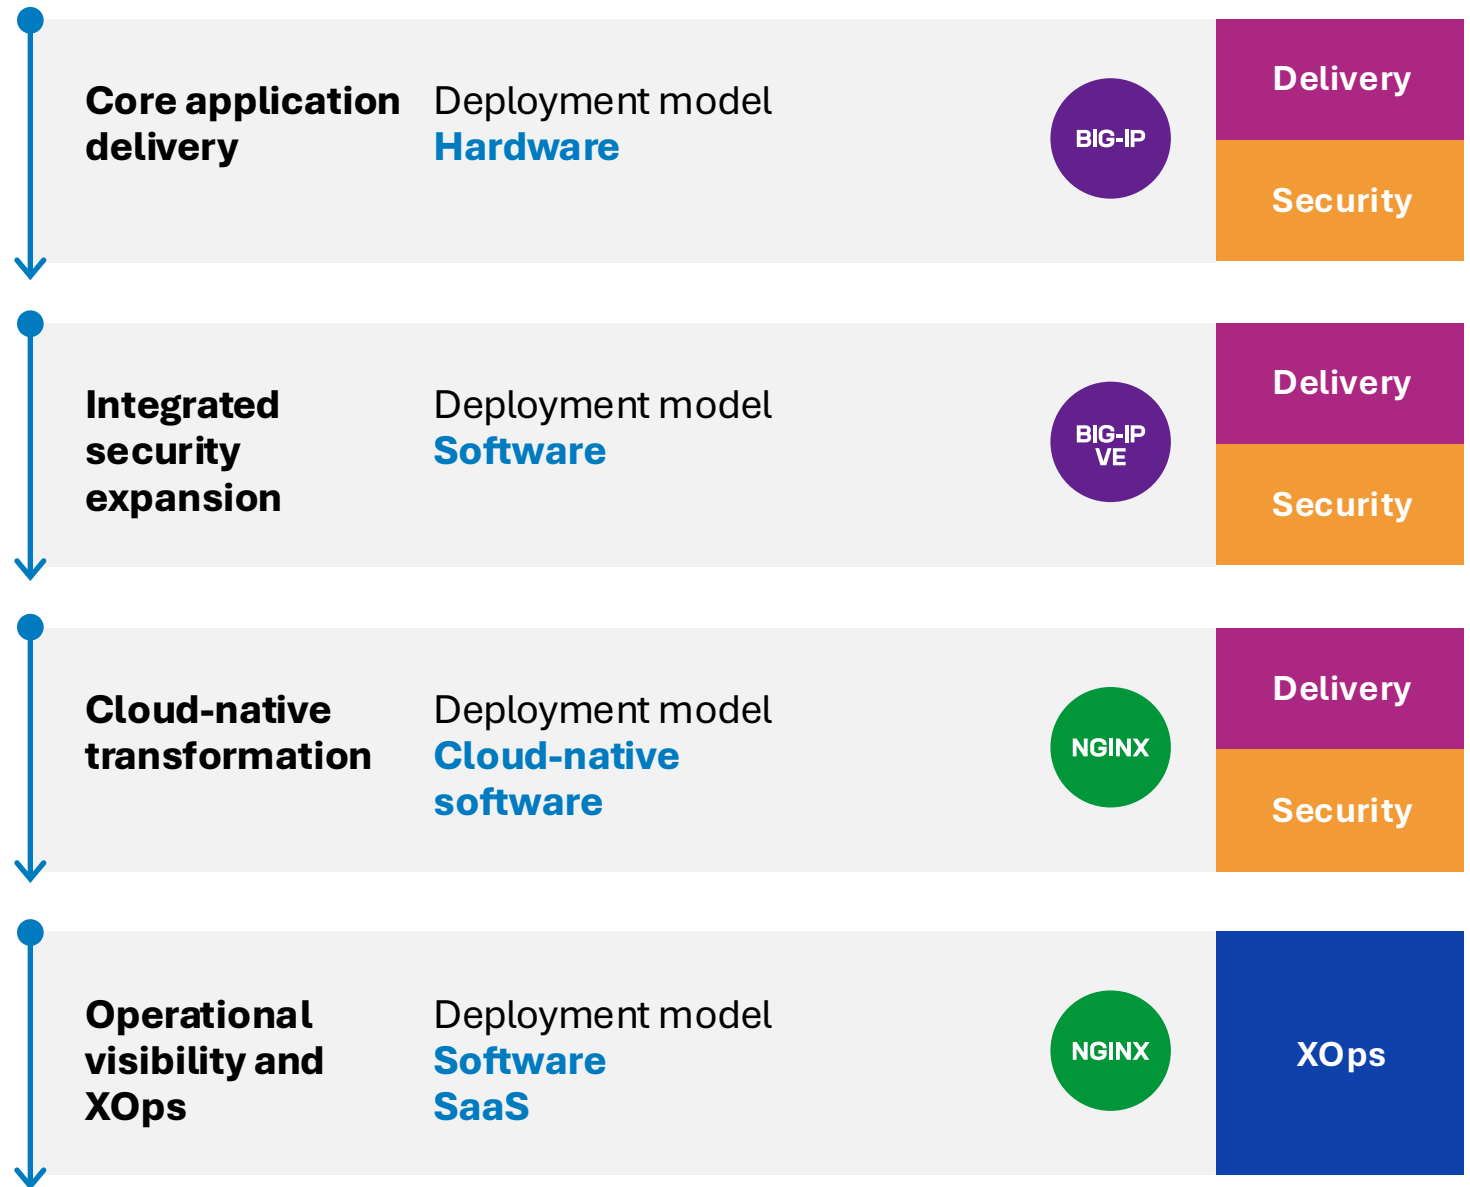 Core application
delivery
Deployment model
Hardware
BIG-IP
Delivery
Security
Integrated
security
expansion
Deployment model
Software
BIG-IP
VE
Delivery
Security
Cloud-native
transformation
Deployment model
Cloud-native
software
NGINX
Delivery
Security
Operational
visibility and
XOps
Deployment model
Software
SaaS
NGINX
XOps